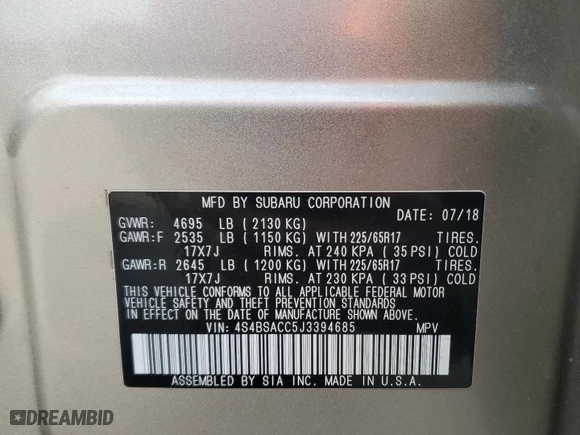 MFD BY SUBARU CORPORATION
DATE: 07/18
GVWR: 4695 LB ( 2130 KG)
GAWR:F 2535 LB ( 1150 KG) WITH 225/65R17 TIRES.
17X7J RIMS. AT 240 KPA ( 35 PSI) COLD
GAWR:R 2645 LB ( 1200 KG) WITH 225/65R17 TIRES.
17X7J RIMS. AT 230 KPA ( 33 PSI) COLD
THIS VEHICLE CONFORMS TO ALL APPLICABLE FEDERAL MOTOR
VEHICLE SAFETY AND THEFT PREVENTION STANDARDS
IN EFFECT ON THE DATE OF MANUFACTURE SHOWN ABOVE.
VIN: 4S4BSACC5J3394685 MPV
ASSEMBLED BY SIA INC. MADE IN U.S.A.
DREAMBID